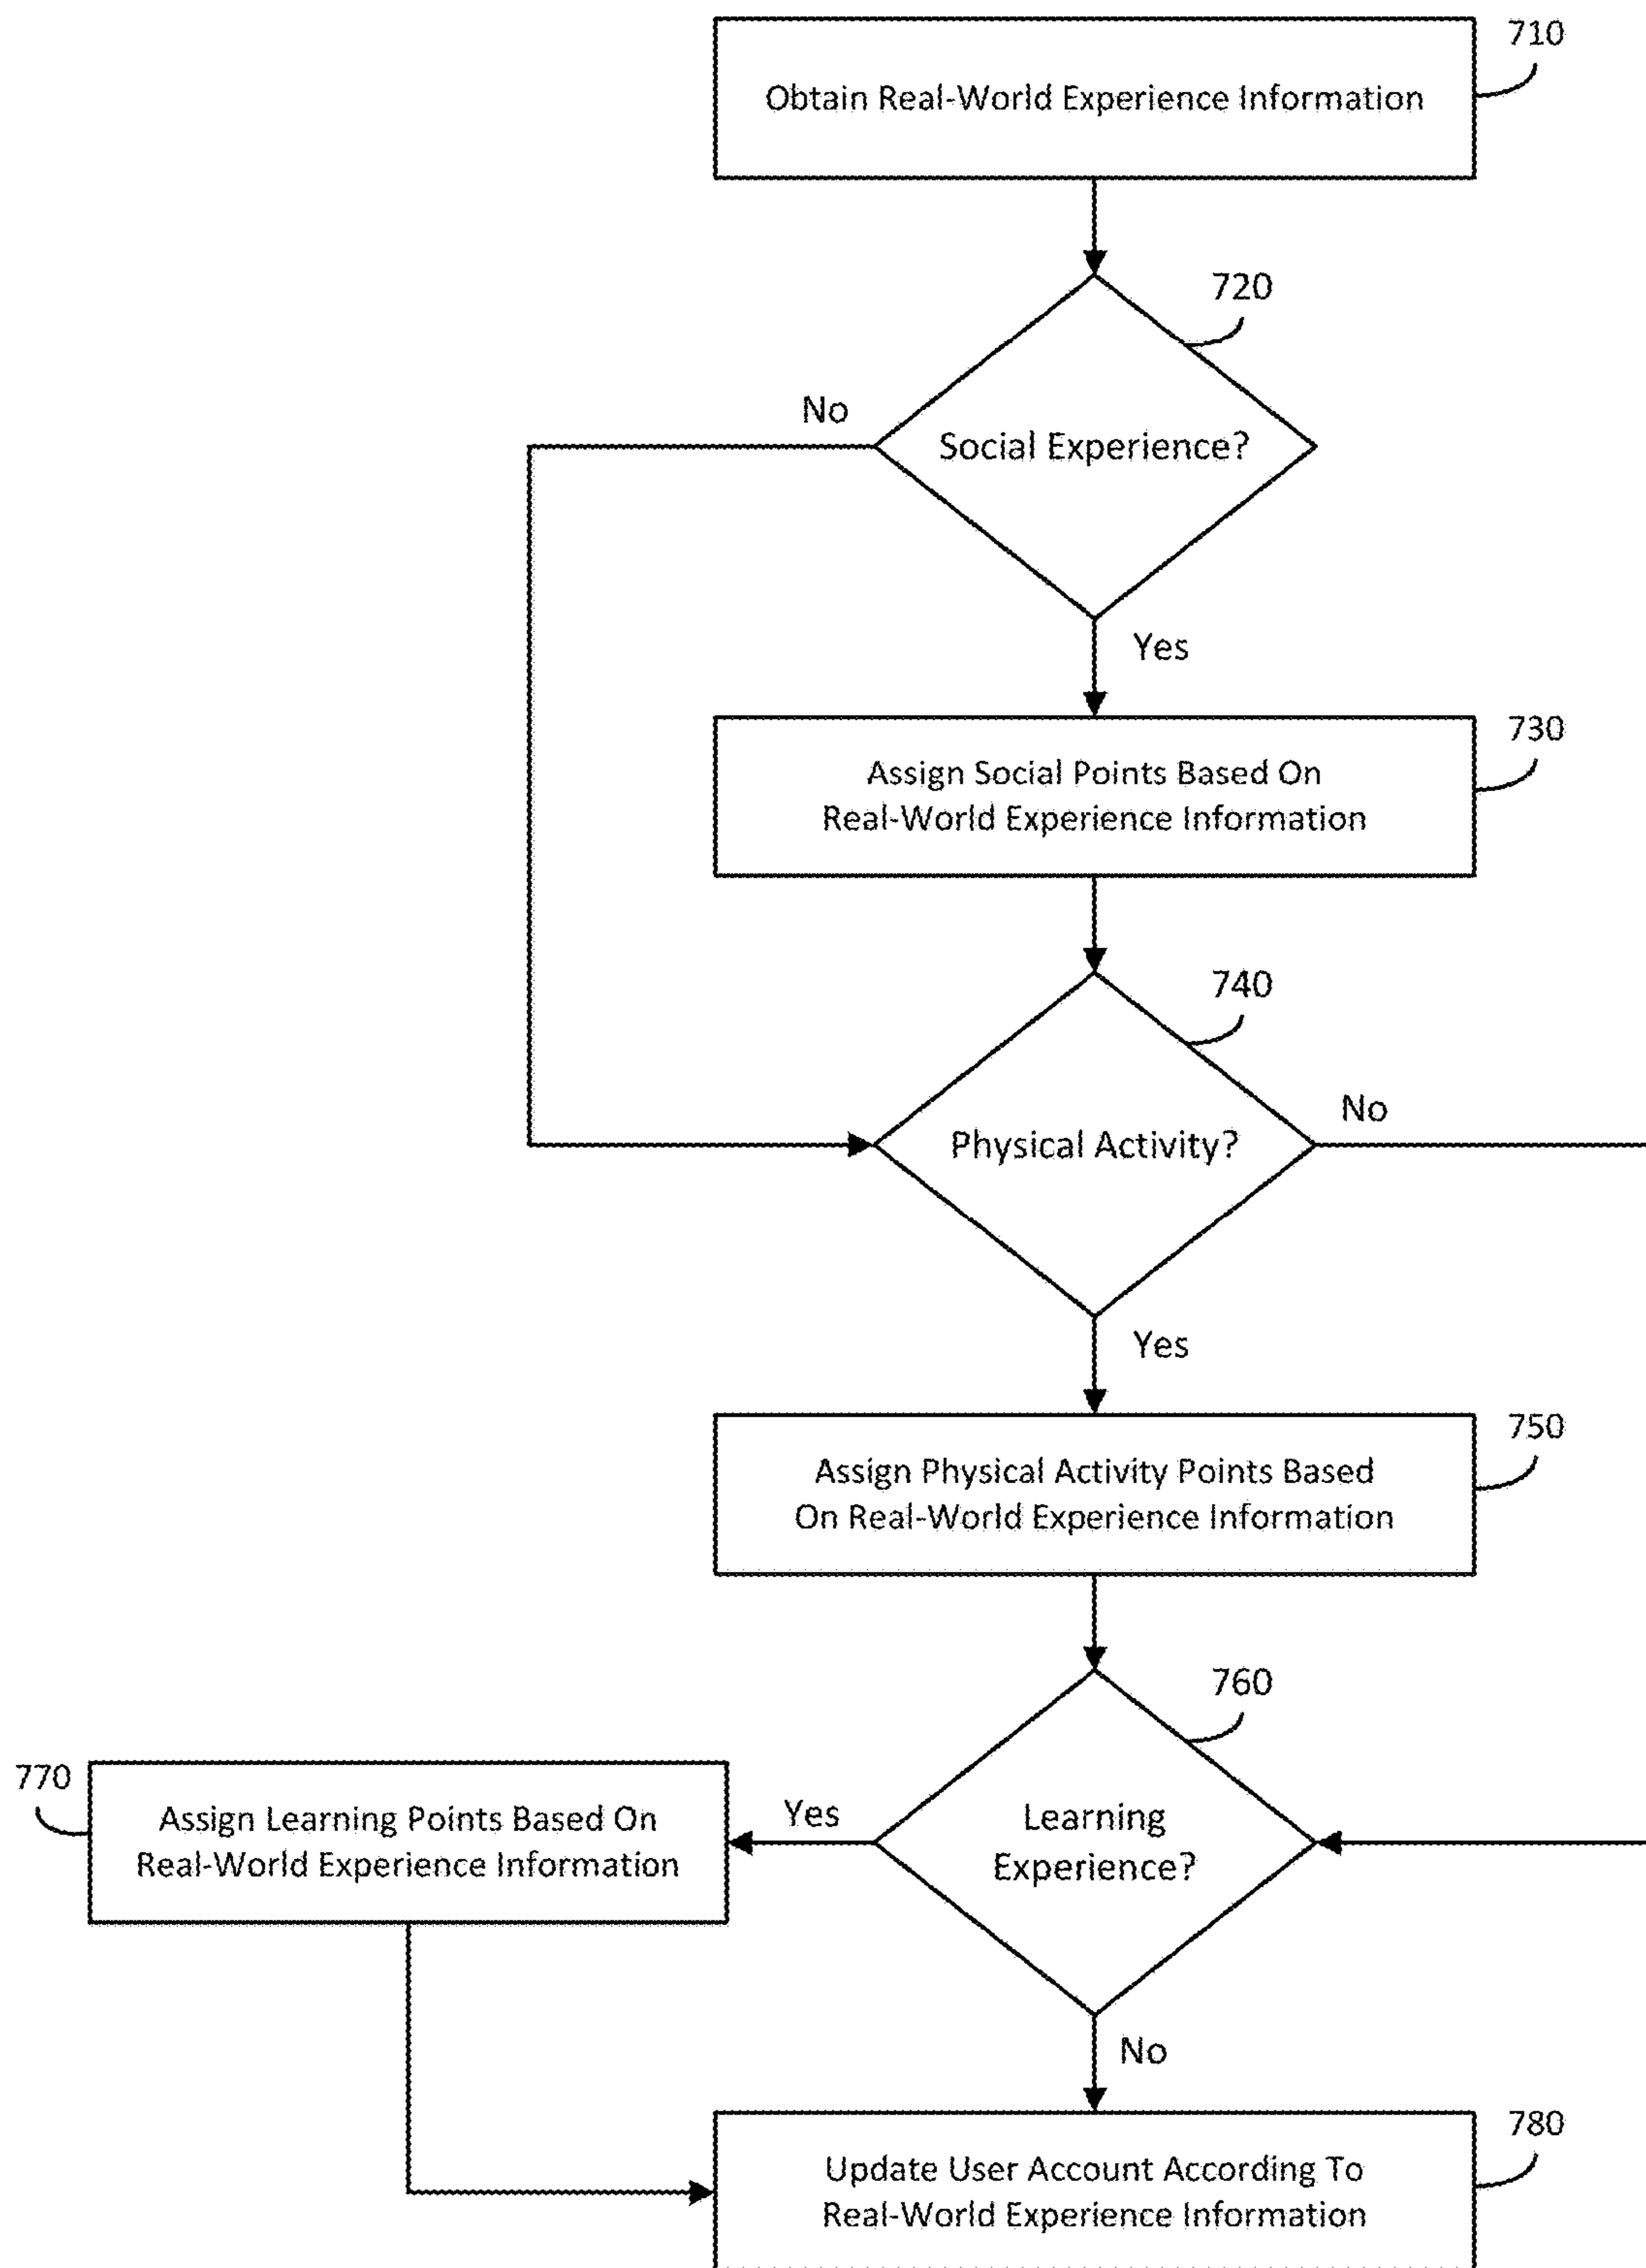 710
Obtain Real-World Experience Information
720
No
Social Experience?
Yes
730
Assign Social Points Based On
Real-World Experience Information
740
No
Physical Activity?
Yes
750
Assign Physical Activity Points Based
On Real-World Experience Information
760
770
Assign Learning Points Based On
Real-World Experience Information
Yes
Learning
Experience?
No
780
Update User Account According To
Real-World Experience Information